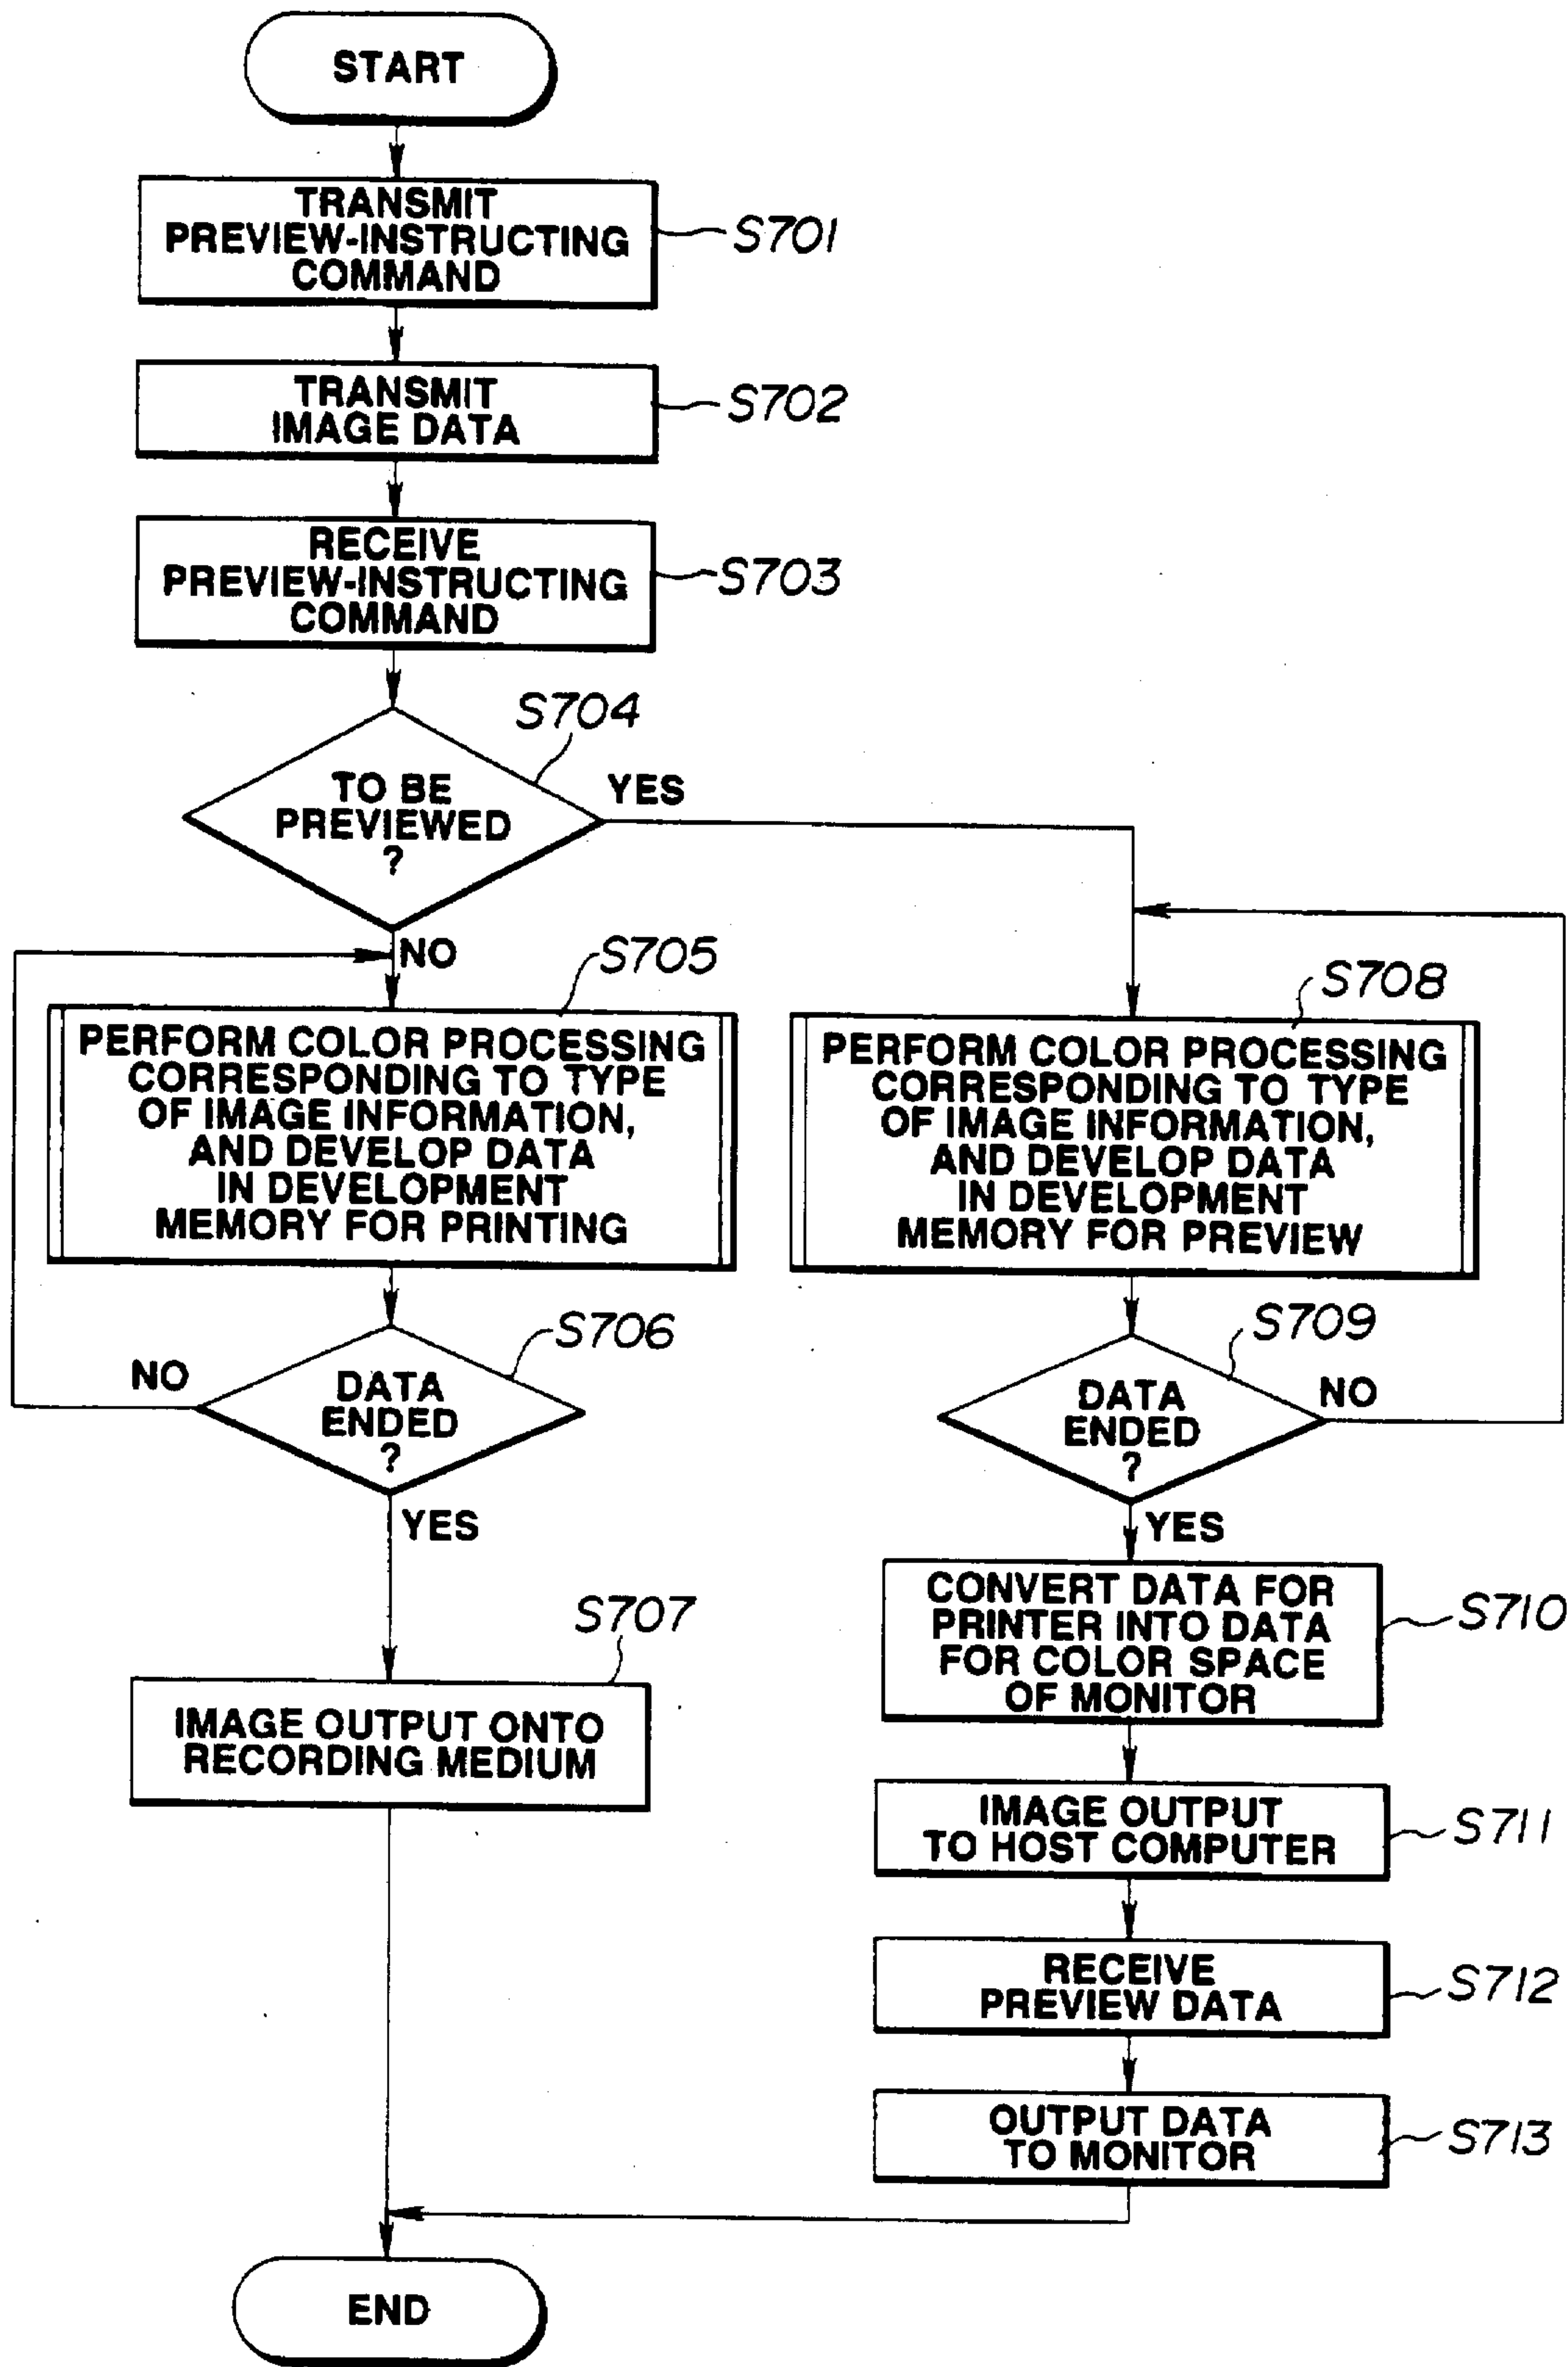 START
TRANSMIT
PREVIEW-INSTRUCTING
COMMAND
S701
TRANSMIT
IMAGE DATA
S702
RECEIVE
PREVIEW-INSTRUCTING
COMMAND
S703
S704
TO BE
PREVIEWED
?
YES
NO
S705
PERFORM COLOR PROCESSING
CORRESPONDING TO TYPE
OF IMAGE INFORMATION,
AND DEVELOP DATA
IN DEVELOPMENT
MEMORY FOR PRINTING
S706
DATA
ENDED
?
NO
YES
S707
IMAGE OUTPUT ONTO
RECORDING MEDIUM
S708
PERFORM COLOR PROCESSING
CORRESPONDING TO TYPE
OF IMAGE INFORMATION,
AND DEVELOP DATA
IN DEVELOPMENT
MEMORY FOR PREVIEW
S709
DATA
ENDED
?
NO
YES
CONVERT DATA FOR
PRINTER INTO DATA
FOR COLOR SPACE
OF MONITOR
S710
IMAGE OUTPUT
TO HOST COMPUTER
S711
RECEIVE
PREVIEW DATA
S712
OUTPUT DATA
TO MONITOR
S713
END